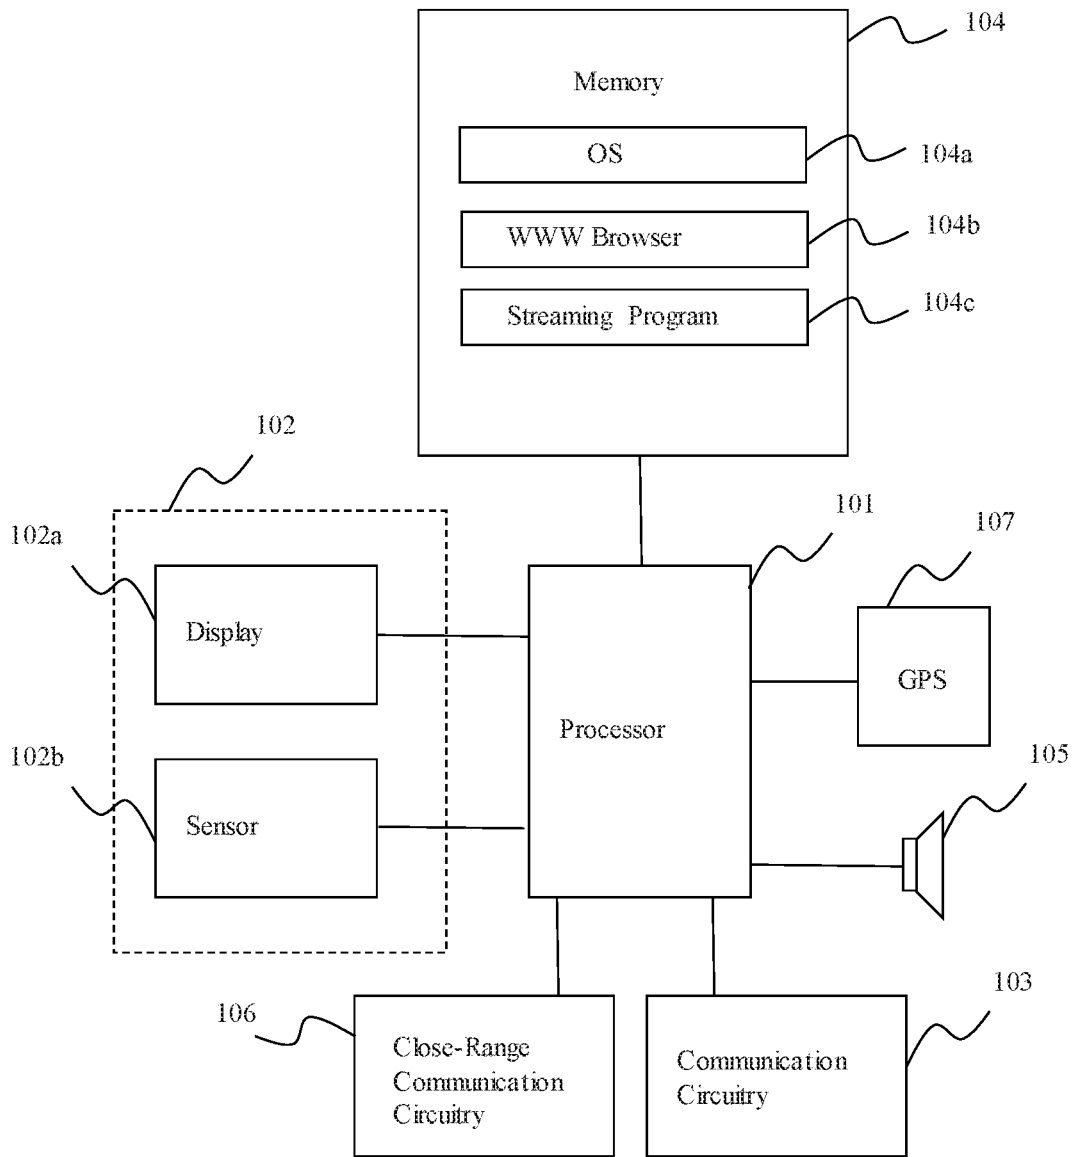 104
Memory
OS
104a
WWW Browser
104b
Streaming Program
104c
102
101
107
102a
Display
GPS
Processor
102b
105
Sensor
106
103
Close-Range
Communication
Circuitry
Communication
Circuitry